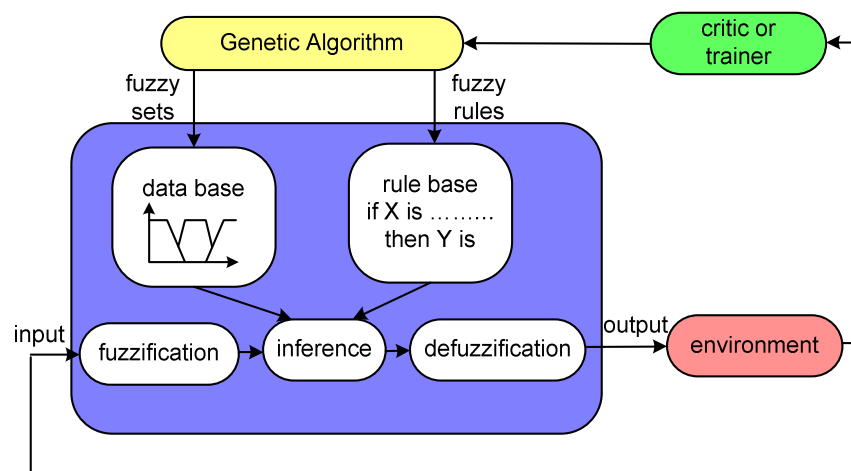 Genetic Algorithm
critic or
trainer
fuzzy
sets
fuzzy
rules
data base
rule base
if X is ………
then Y is
input
fuzzification
inference
defuzzification
output
environment